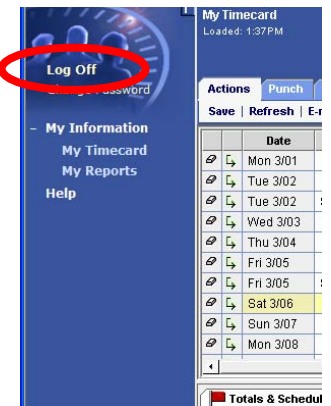 My Timecard
Loaded: 1:37PM
Log Off
Change Password
Actions Punch
Save | Refresh | E-
– My Information
My Timecard
My Reports
Help
Date
Mon 3/01
Tue 3/02
Tue 3/02
Wed 3/03
Thu 3/04
Fri 3/05
Fri 3/05
Sat 3/06
Sun 3/07
Mon 3/08
Totals & Schedul